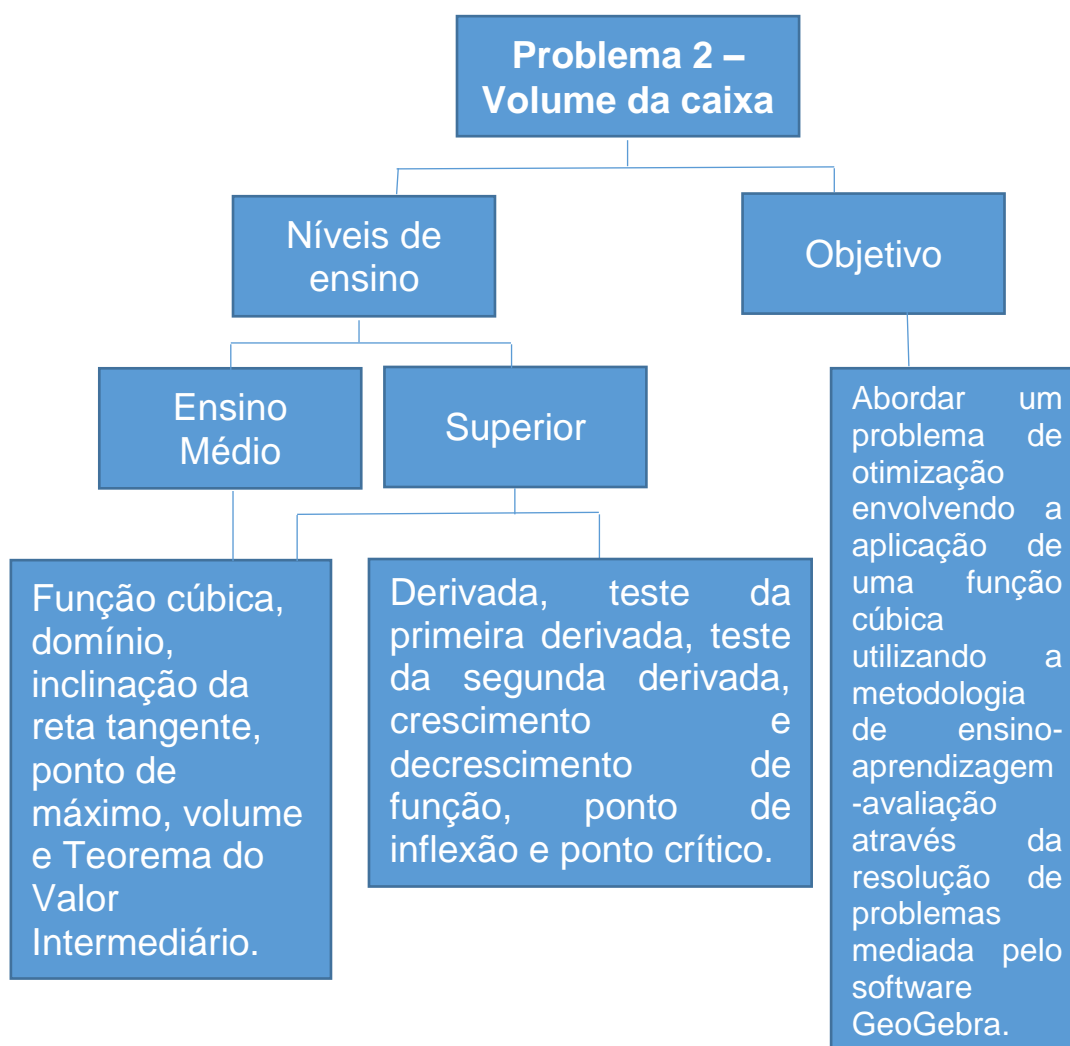 Problema 2 –
Volume da caixa
Níveis de
ensino
Objetivo
Ensino
Médio
Superior
Função cúbica,
domínio,
inclinação da
reta tangente,
ponto de
máximo, volume
e Teorema do
Valor
Intermediário.
Derivada, teste da
primeira derivada, teste
da segunda derivada,
crescimento e
decrescimento de
função, ponto de
inflexão e ponto crítico.
Abordar um
problema de
otimização
envolvendo a
aplicação de
uma função
cúbica
utilizando a
metodologia
de ensino-
aprendizagem
-avaliação
através da
resolução de
problemas
mediada pelo
software
GeoGebra.